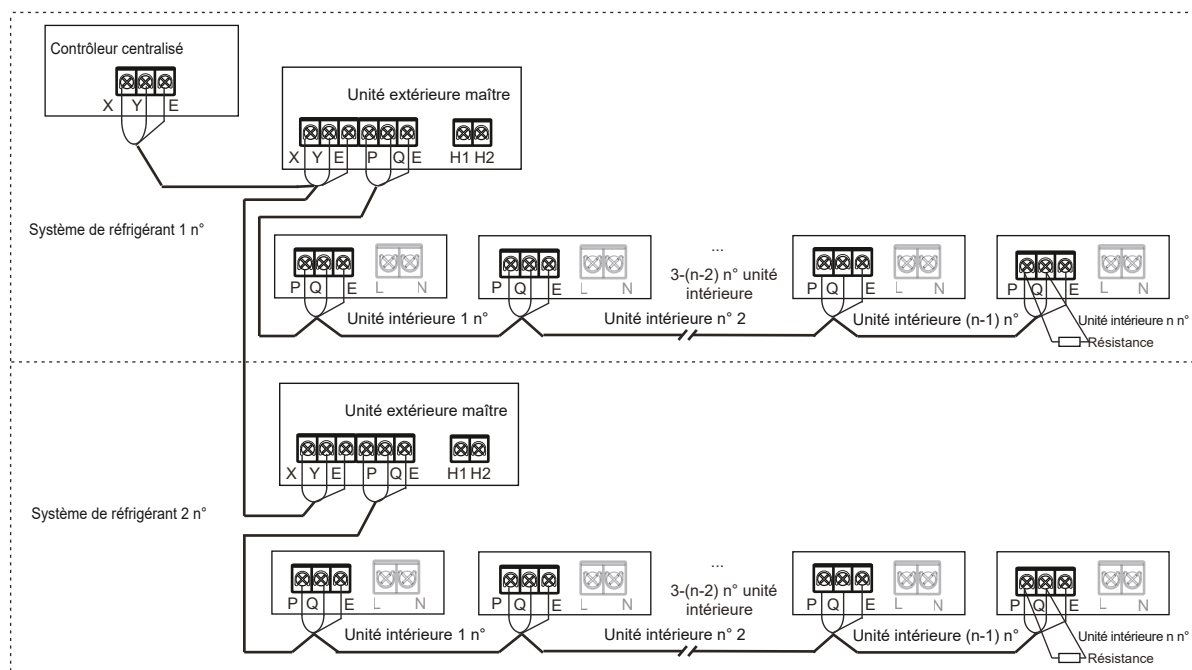 Contrôleur centralisé
X Y E
Unité extérieure maître
X Y E P Q E H1 H2
Système de réfrigérant 1 n°
P Q E L N
P Q E L N
...
3-(n-2) n° unité
intérieure
P Q E L N
P Q E L N
Unité intérieure 1 n°
Unité intérieure n° 2
Unité intérieure (n-1) n°
Unité intérieure n n°
Résistance
Unité extérieure maître
X Y E P Q E H1 H2
Système de réfrigérant 2 n°
P Q E L N
P Q E L N
...
3-(n-2) n° unité
intérieure
P Q E L N
P Q E L N
Unité intérieure 1 n°
Unité intérieure n° 2
Unité intérieure (n-1) n°
Unité intérieure n n°
Résistance